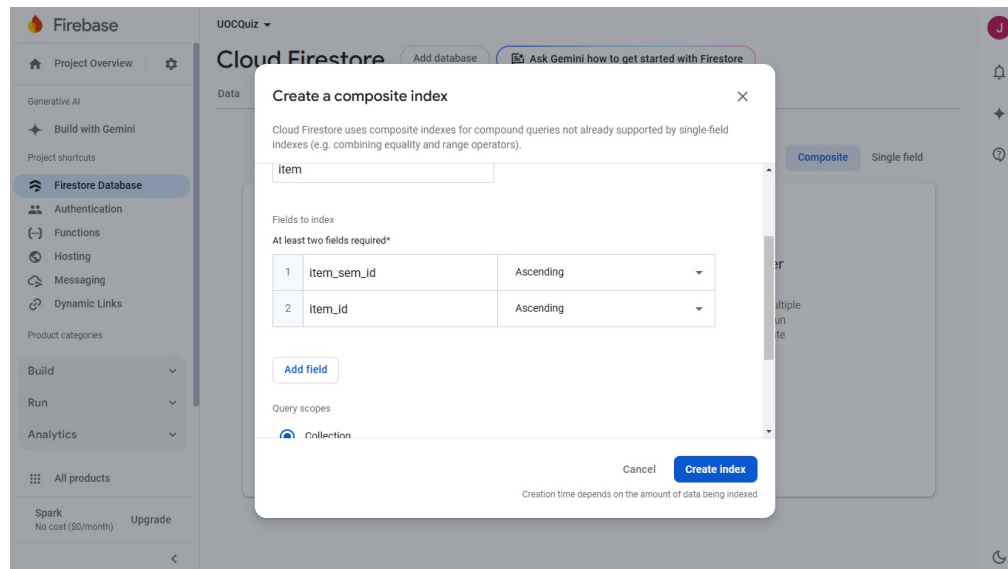 Firebase
Project Overview
Generative AI
Build with Gemini
Project shortcuts
Firestore Database
Authentication
Functions
Hosting
Messaging
Dynamic Links
Product categories
Build
Run
Analytics
All products
Spark
No cost ($0/month)
Upgrade
UOCQuiz
Cloud Firestore
Add database
Ask Gemini how to get started with Firestore
Data
Composite
Single field
Create a composite index
Cloud Firestore uses composite indexes for compound queries not already supported by single-field
indexes (e.g. combining equality and range operators).
item
Fields to index
At least two fields required*
1 item_sem_id Ascending
2 item_id Ascending
Add field
Query scopes
Collection
Cancel
Create index
Creation time depends on the amount of data being indexed
J